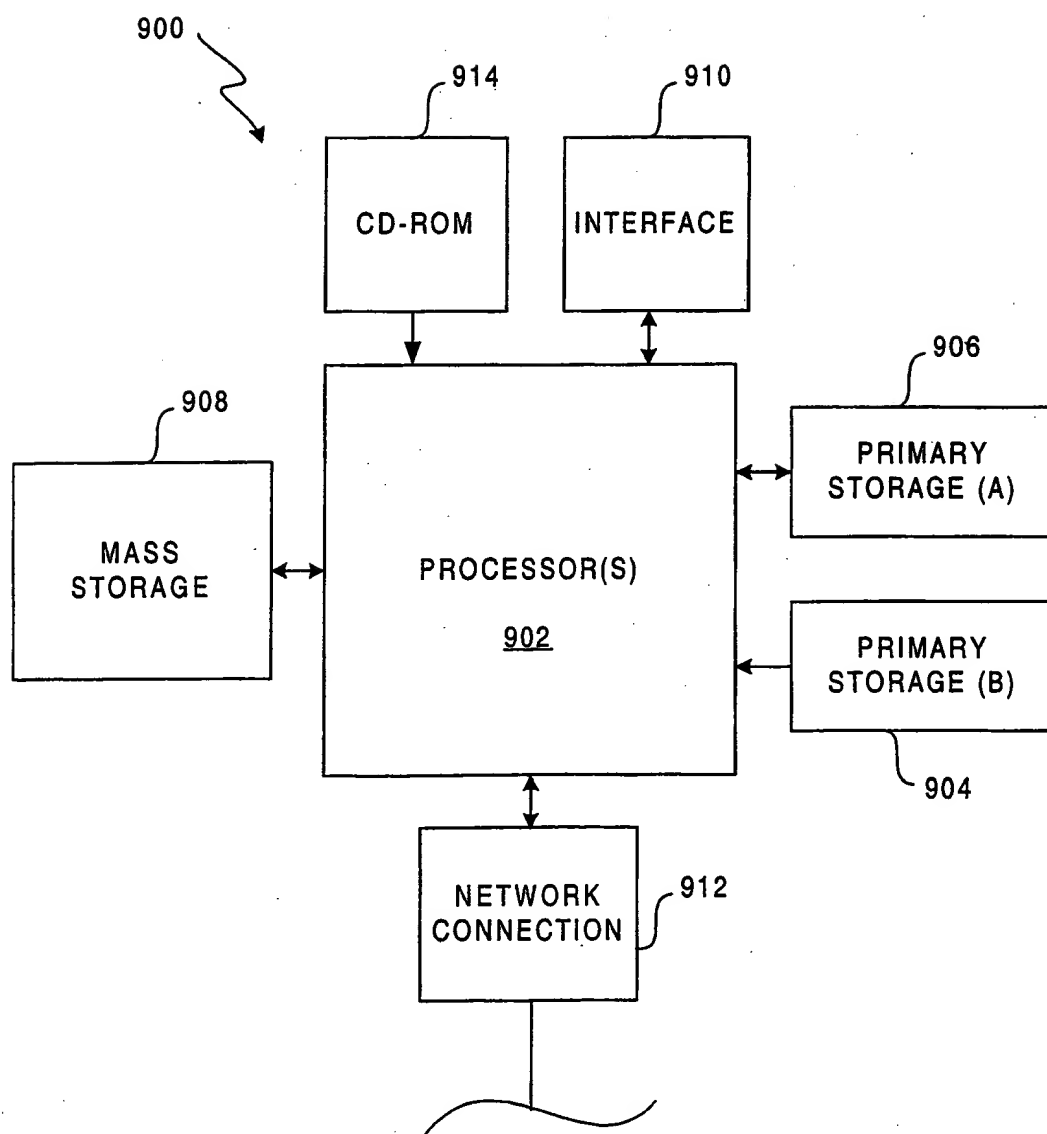 900
914
910
CD-ROM
INTERFACE
906
908
PRIMARY
STORAGE (A)
MASS
STORAGE
PROCESSOR(S)
902
PRIMARY
STORAGE (B)
904
NETWORK
CONNECTION
912